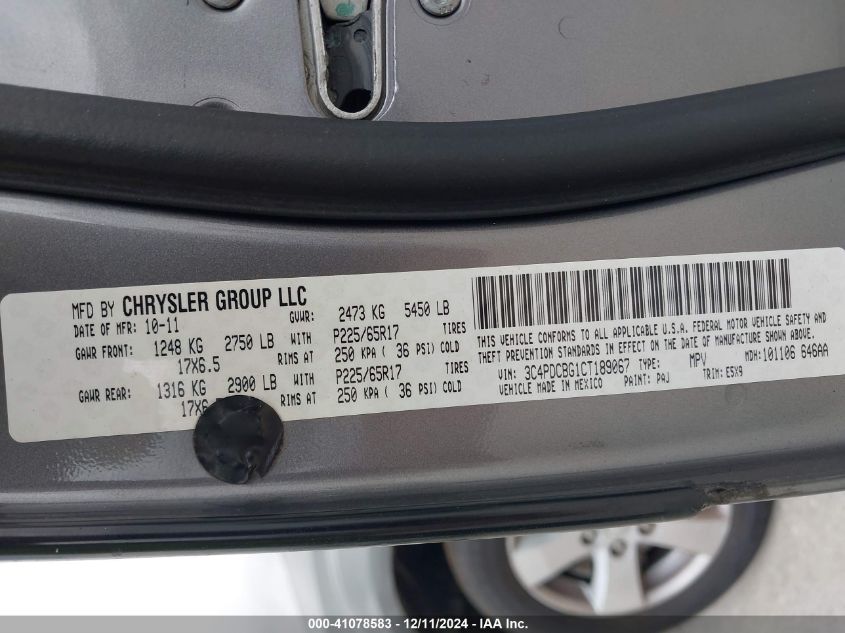 MFD BY CHRYSLER GROUP LLC
DATE OF MFR: 10-11 GVWR: 2473 KG 5450 LB
GAWR FRONT: 1248 KG 2750 LB WITH P225/65R17 TIRES
17X6.5 RIMS AT 250 KPA ( 36 PSI) COLD
GAWR REAR: 1316 KG 2900 LB WITH P225/65R17 TIRES
RIMS AT 250 KPA ( 36 PSI) COLD
THIS VEHICLE CONFORMS TO ALL APPLICABLE U.S.A. FEDERAL MOTOR VEHICLE SAFETY AND
THEFT PREVENTION STANDARDS IN EFFECT ON THE DATE OF MANUFACTURE SHOWN ABOVE.
VIN: 3C4PDCBG1CT189067 TYPE: MPV MDH: 101106 646AA
VEHICLE MADE IN MEXICO PAINT: PAJ TRIM: E5X9
000-41078583 - 12/11/2024 - IAA Inc.